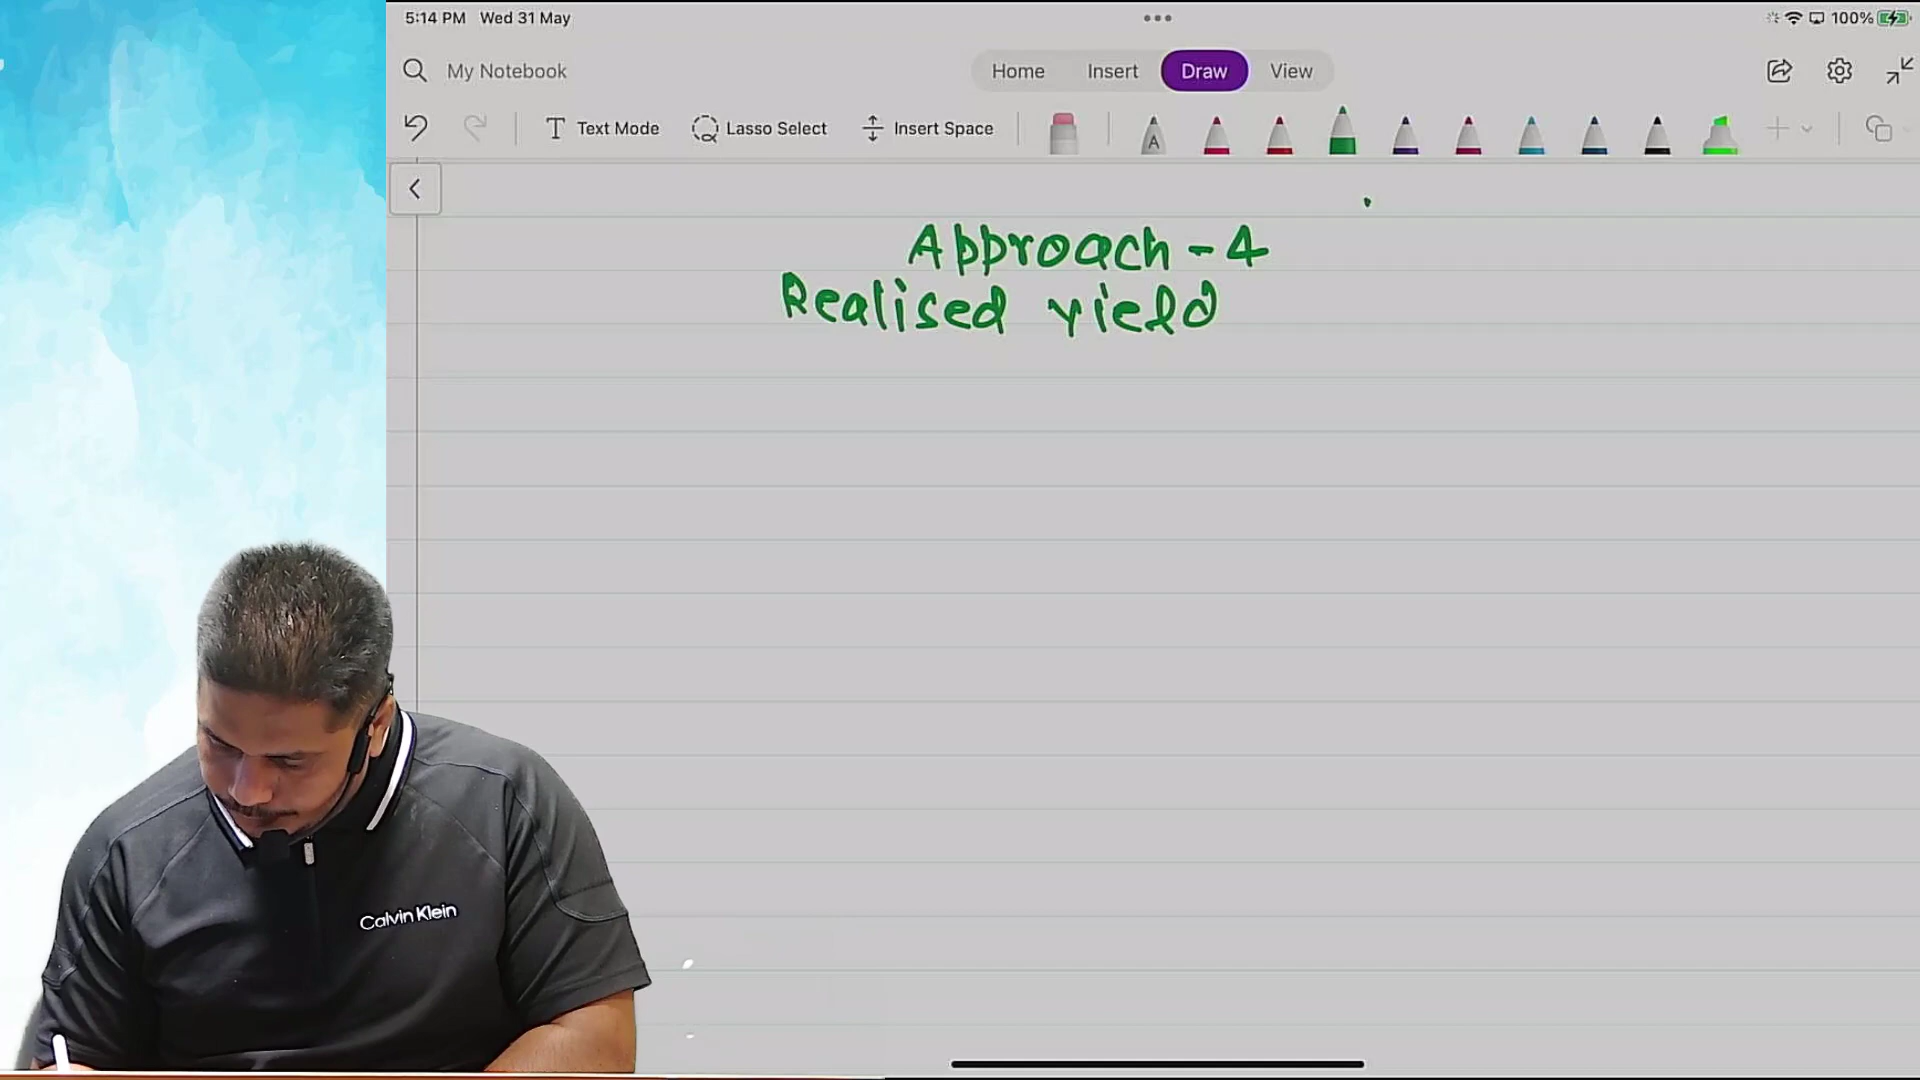 5:14 PM Wed 31 May
100%
My Notebook
Home Insert Draw View
Text Mode Lasso Select Insert Space
A
Approach - 4
Realised yield
Calvin Klein